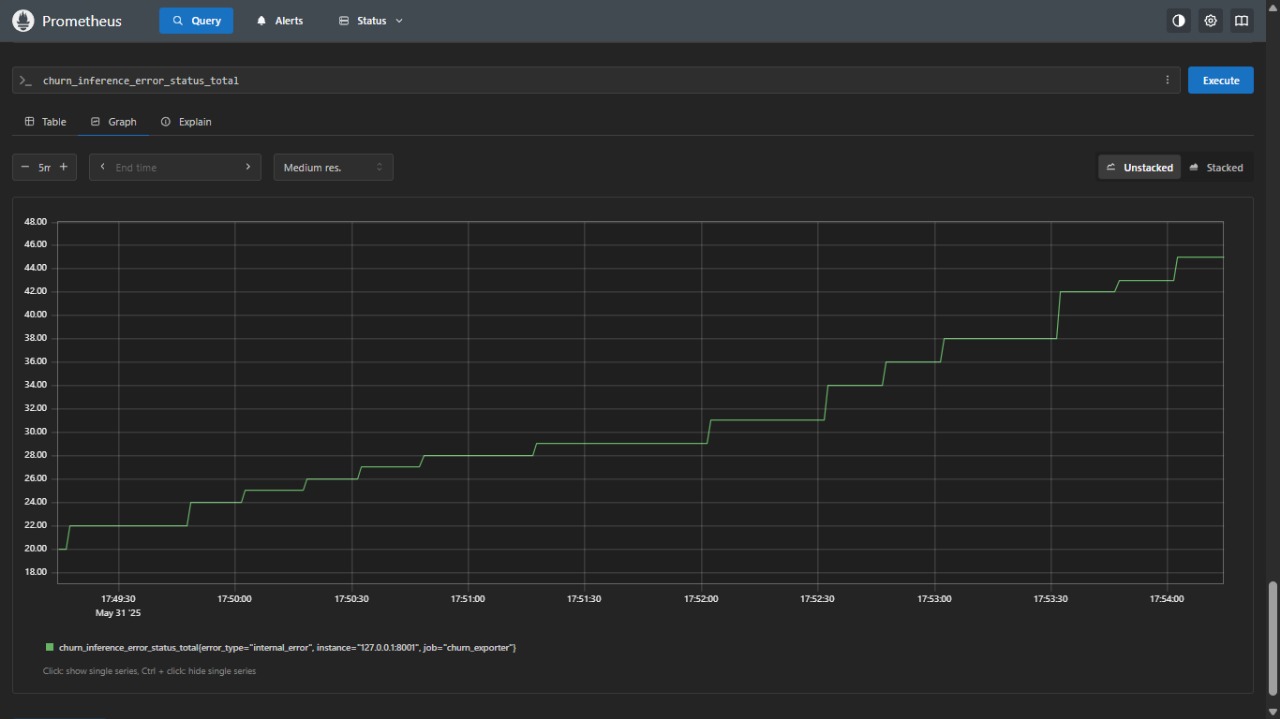 Prometheus Query Alerts Status
>_ churn_inference_error_status_total Execute
Table Graph Explain
− 5m + End time Medium res. Unstacked Stacked
48.00
46.00
44.00
42.00
40.00
38.00
36.00
34.00
32.00
30.00
28.00
26.00
24.00
22.00
20.00
18.00
17:49:30 17:50:00 17:50:30 17:51:00 17:51:30 17:52:00 17:52:30 17:53:00 17:53:30 17:54:00
May 31 '25
churn_inference_error_status_total{error_type="internal_error", instance="127.0.0.1:8001", job="churn_exporter"}
Click: show single series, Ctrl + click: hide single series